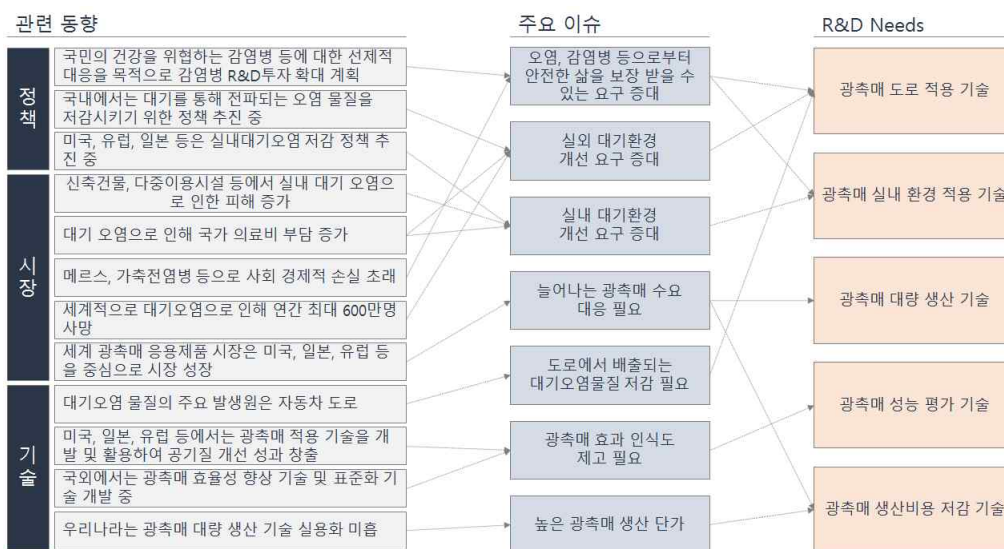 관련 동향
주요 이슈
R&D Needs
정책
국민의 건강을 위협하는 감염병 등에 대한 선제적
대응을 목적으로 감염병 R&D투자 확대 계획
국내에서는 대기를 통해 전파되는 오염 물질을
저감시키기 위한 정책 추진 중
미국, 유럽, 일본 등은 실내대기오염 저감 정책 추
진 중
시장
신축건물, 다중이용시설 등에서 실내 대기 오염으
로 인한 피해 증가
대기 오염으로 인해 국가 의료비 부담 증가
메르스, 가축전염병 등으로 사회 경제적 손실 초래
세계적으로 대기오염으로 인해 연간 최대 600만명
사망
세계 광촉매 응용제품 시장은 미국, 일본, 유럽 등
을 중심으로 시장 성장
기술
대기오염 물질의 주요 발생원은 자동차 도로
미국, 일본, 유럽 등에서는 광촉매 적용 기술을 개
발 및 활용하여 공기질 개선 성과 창출
국외에서는 광촉매 효율성 향상 기술 및 표준화 기
술 개발 중
우리나라는 광촉매 대량 생산 기술 실용화 미흡
오염, 감염병 등으로부터
안전한 삶을 보장 받을 수
있는 요구 증대
실외 대기환경
개선 요구 증대
실내 대기환경
개선 요구 증대
늘어나는 광촉매 수요
대응 필요
도로에서 배출되는
대기오염물질 저감 필요
광촉매 효과 인식도
제고 필요
높은 광촉매 생산 단가
광촉매 도로 적용 기술
광촉매 실내 환경 적용 기술
광촉매 대량 생산 기술
광촉매 성능 평가 기술
광촉매 생산비용 저감 기술